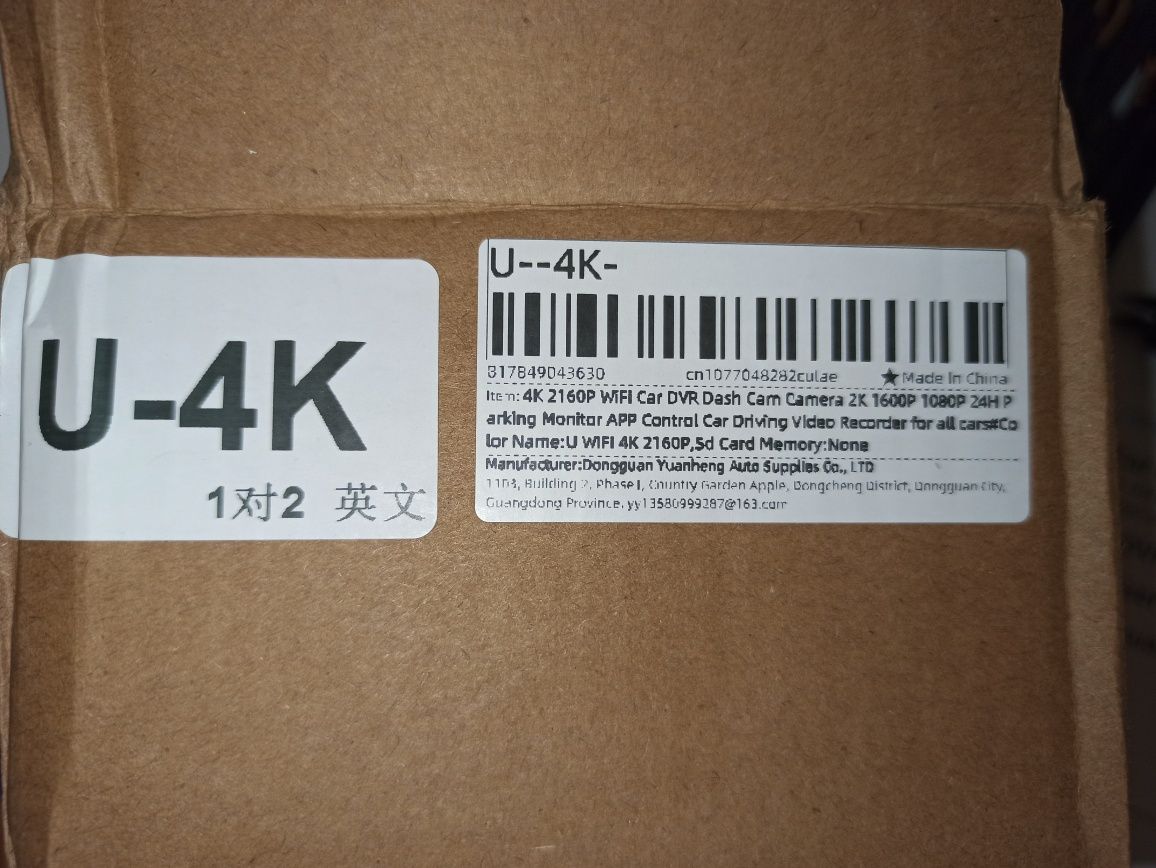 U-4K
1对2 英文
U--4K-
817849043630 cn1077048282culae ★Made In China
Item: 4K 2160P WiFi Car DVR Dash Cam Camera 2K 1600P 1080P 24H P
arking Monitor APP Control Car Driving Video Recorder for all cars#Co
lor Name:U WIFI 4K 2160P,Sd Card Memory:None
Manufacturer:Dongguan Yuanheng Auto Supplies Co., LTD
1103, Building 2, Phase I, Country Garden Apple, Dongcheng District, Dongguan City,
Guangdong Province, yy13580999287@163.com